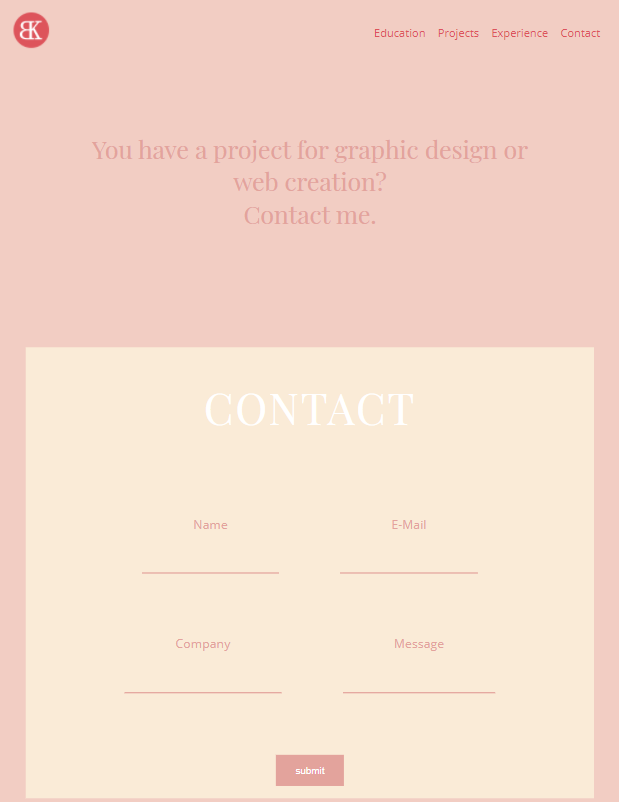 BK
Education Projects Experience Contact
You have a project for graphic design or
web creation?
Contact me.
CONTACT
Name E-Mail
Company Message
submit